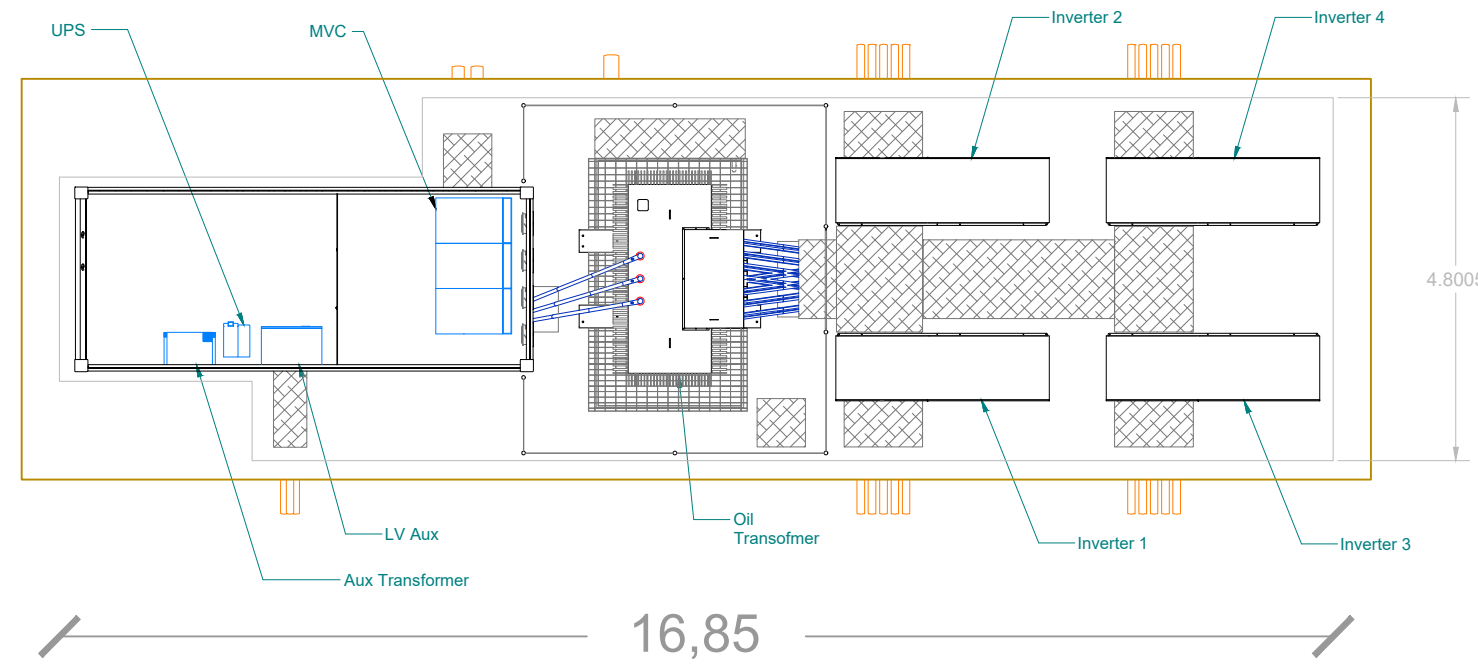 UPS
MVC
Inverter 2
Inverter 4
4.8005
LV Aux
Oil
Transofmer
Inverter 1
Inverter 3
Aux Transformer
16,85